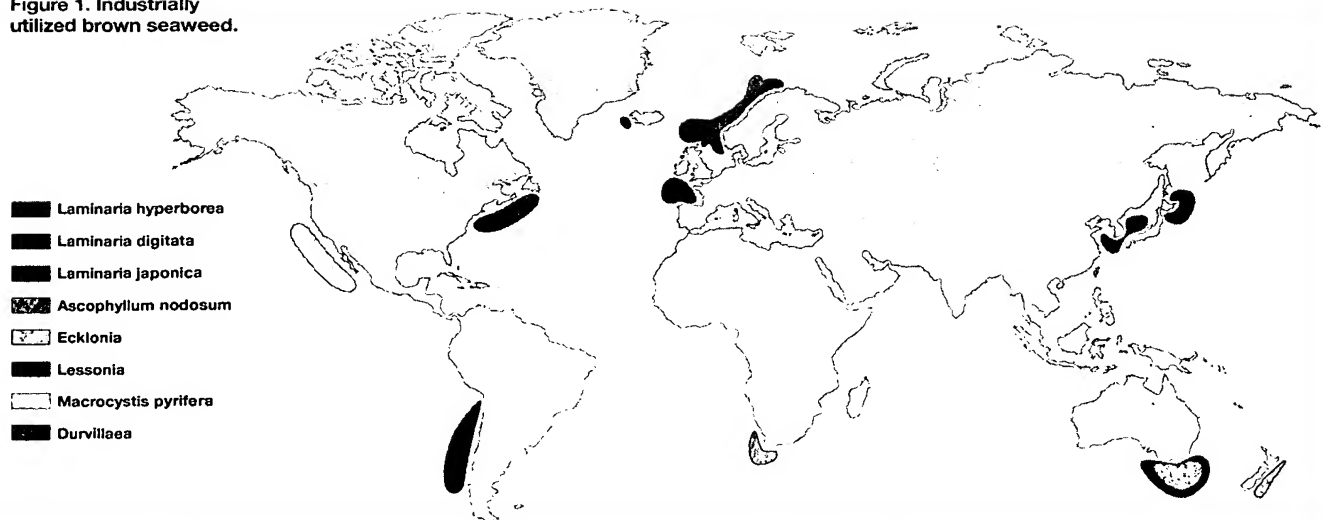 Figure 1. Industrially
utilized brown seaweed.
Laminaria hyperborea
Laminaria digitata
Laminaria japonica
Ascophyllum nodosum
Ecklonia
Lessonia
Macrocystis pyrifera
Durvillaea